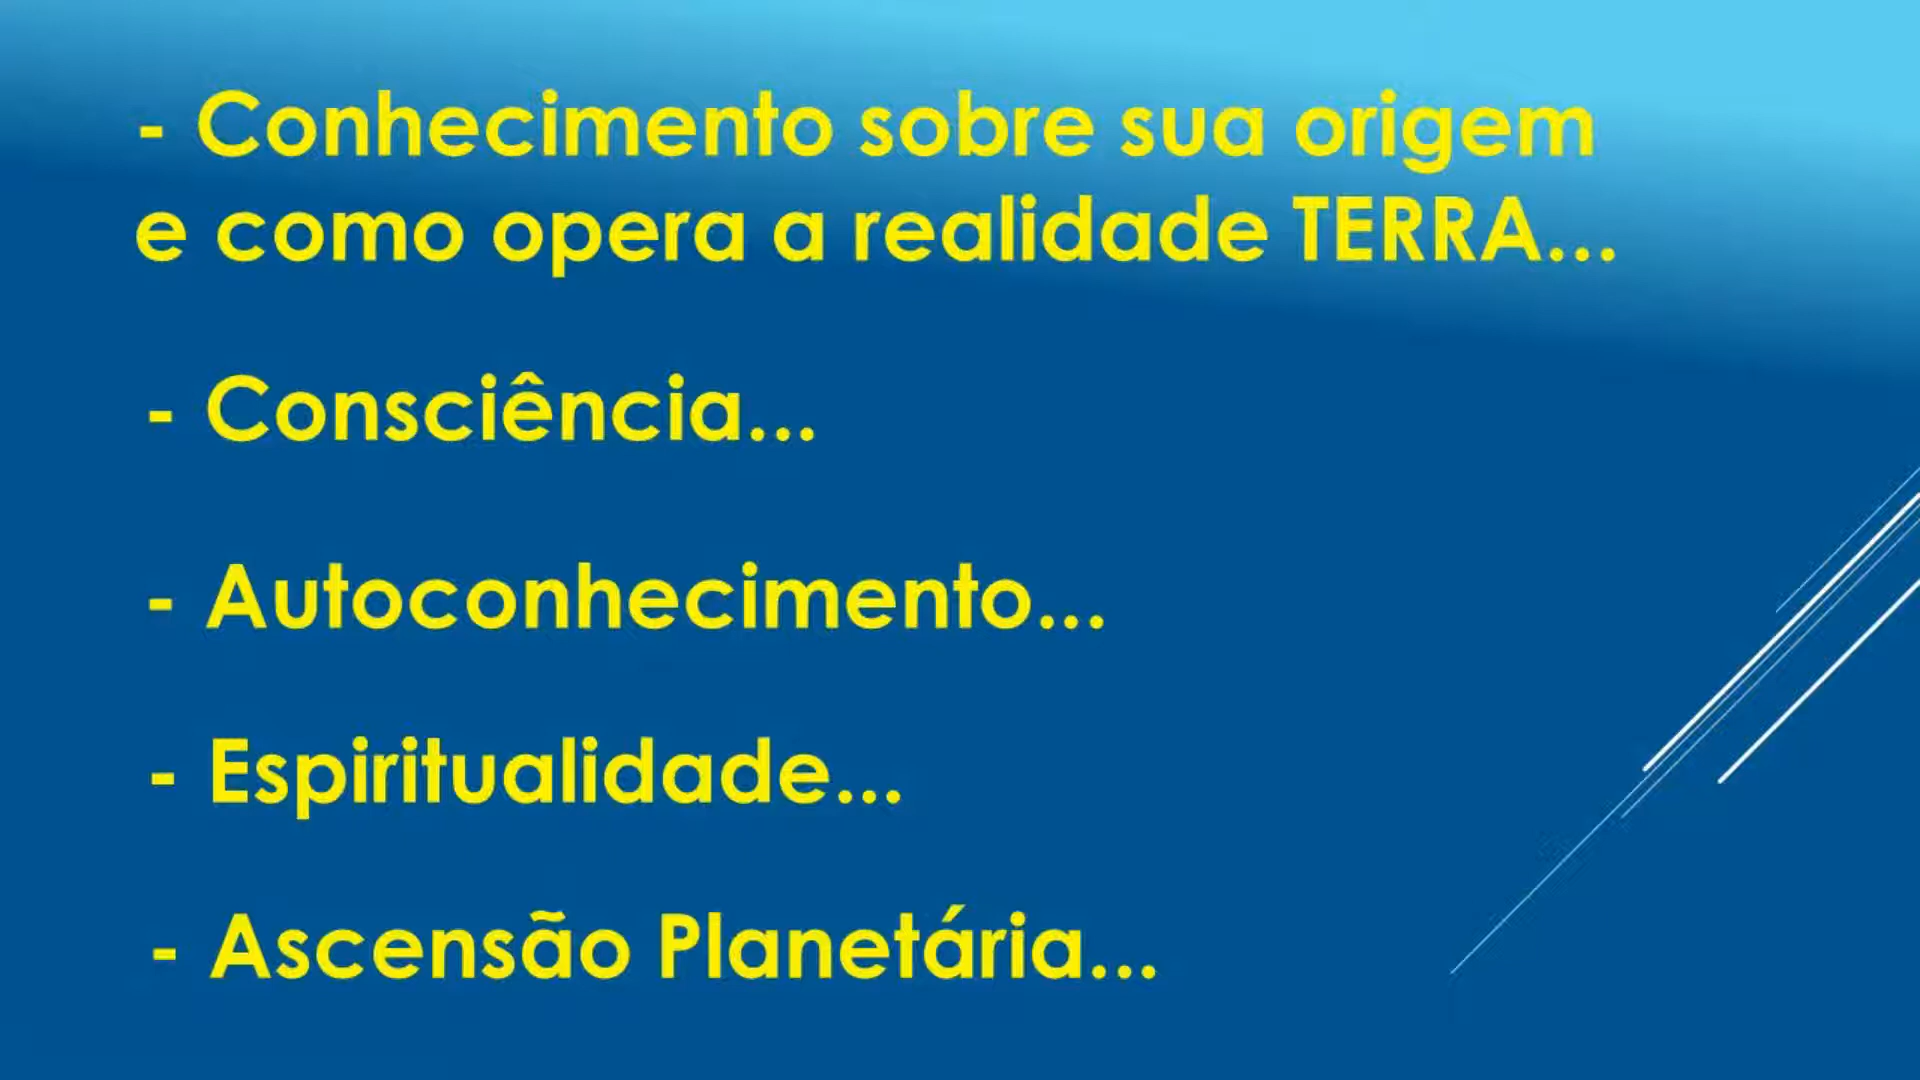 - Conhecimento sobre sua origem
e como opera a realidade TERRA...
- Consciência...
- Autoconhecimento...
- Espiritualidade...
- Ascensão Planetária...